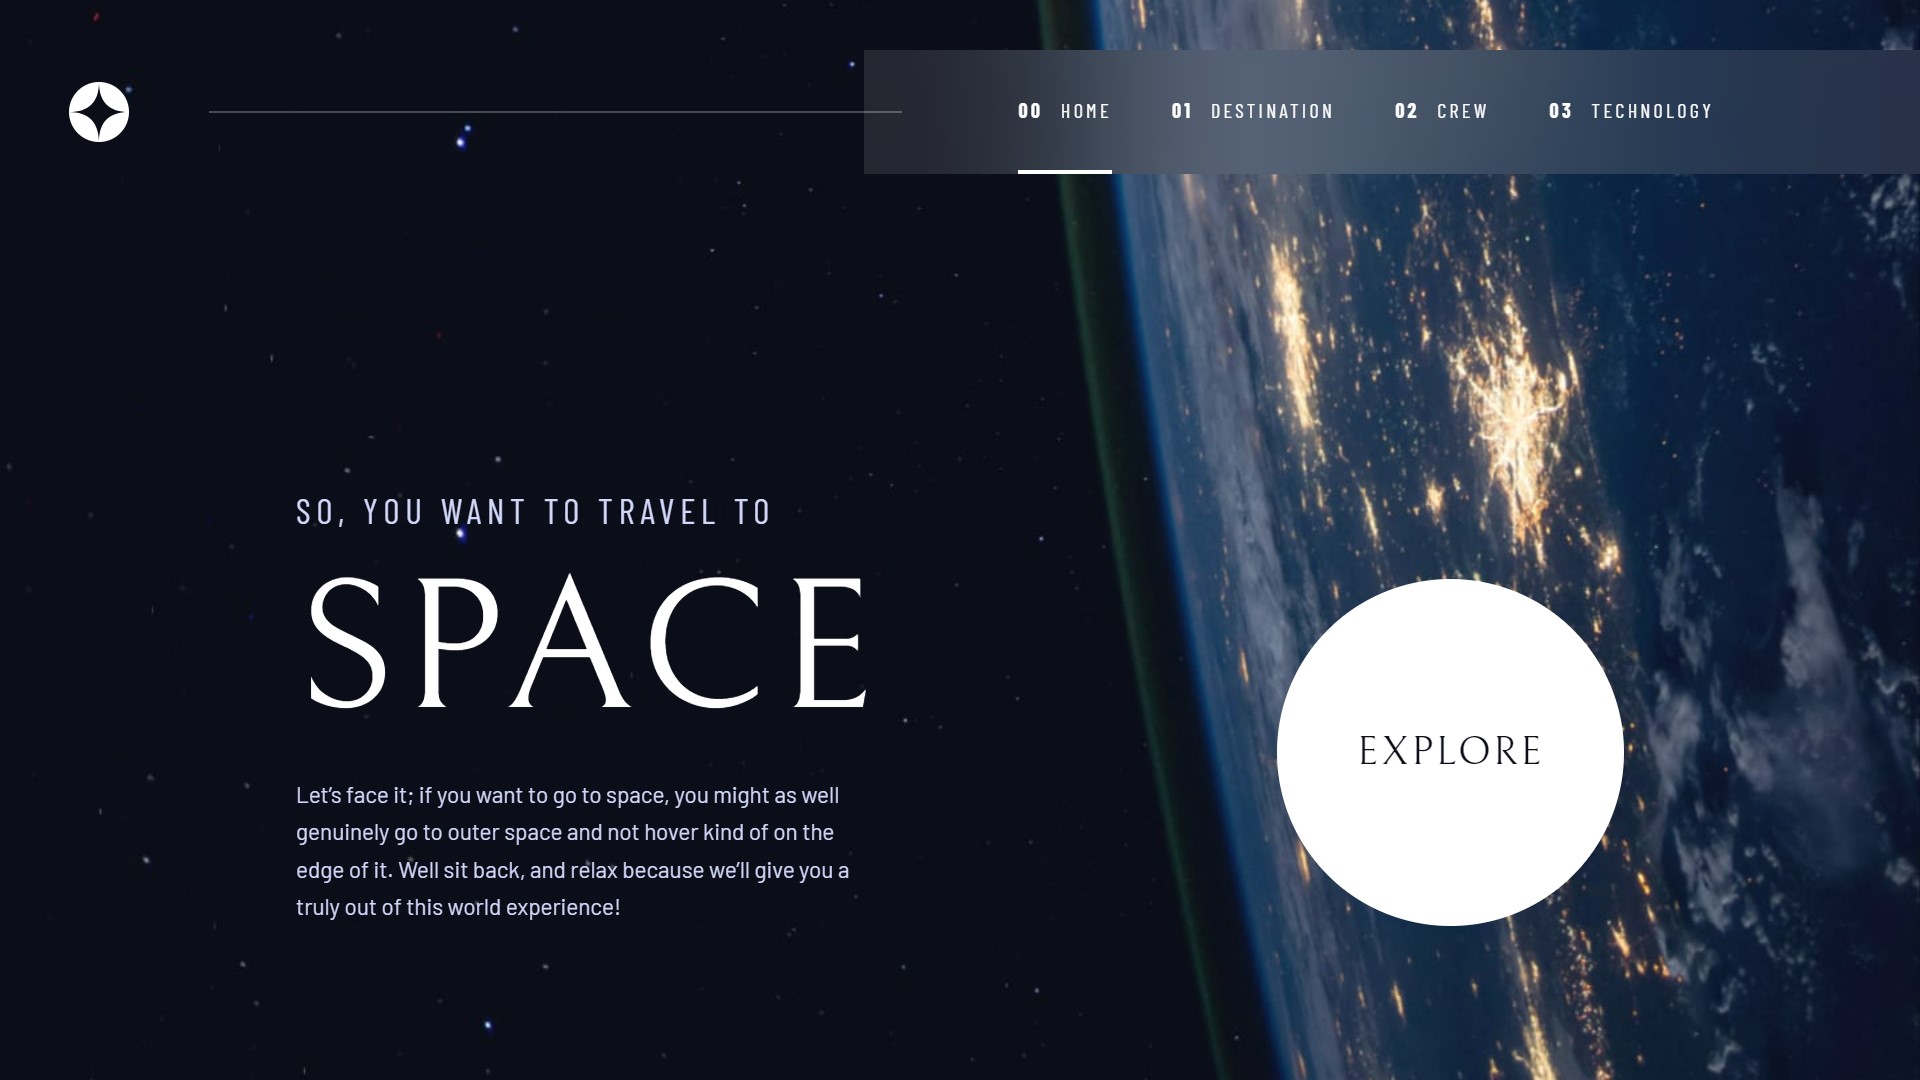 00 HOME 01 DESTINATION 02 CREW 03 TECHNOLOGY
SO, YOU WANT TO TRAVEL TO
SPACE
Let’s face it; if you want to go to space, you might as well
genuinely go to outer space and not hover kind of on the
edge of it. Well sit back, and relax because we’ll give you a
truly out of this world experience!
EXPLORE